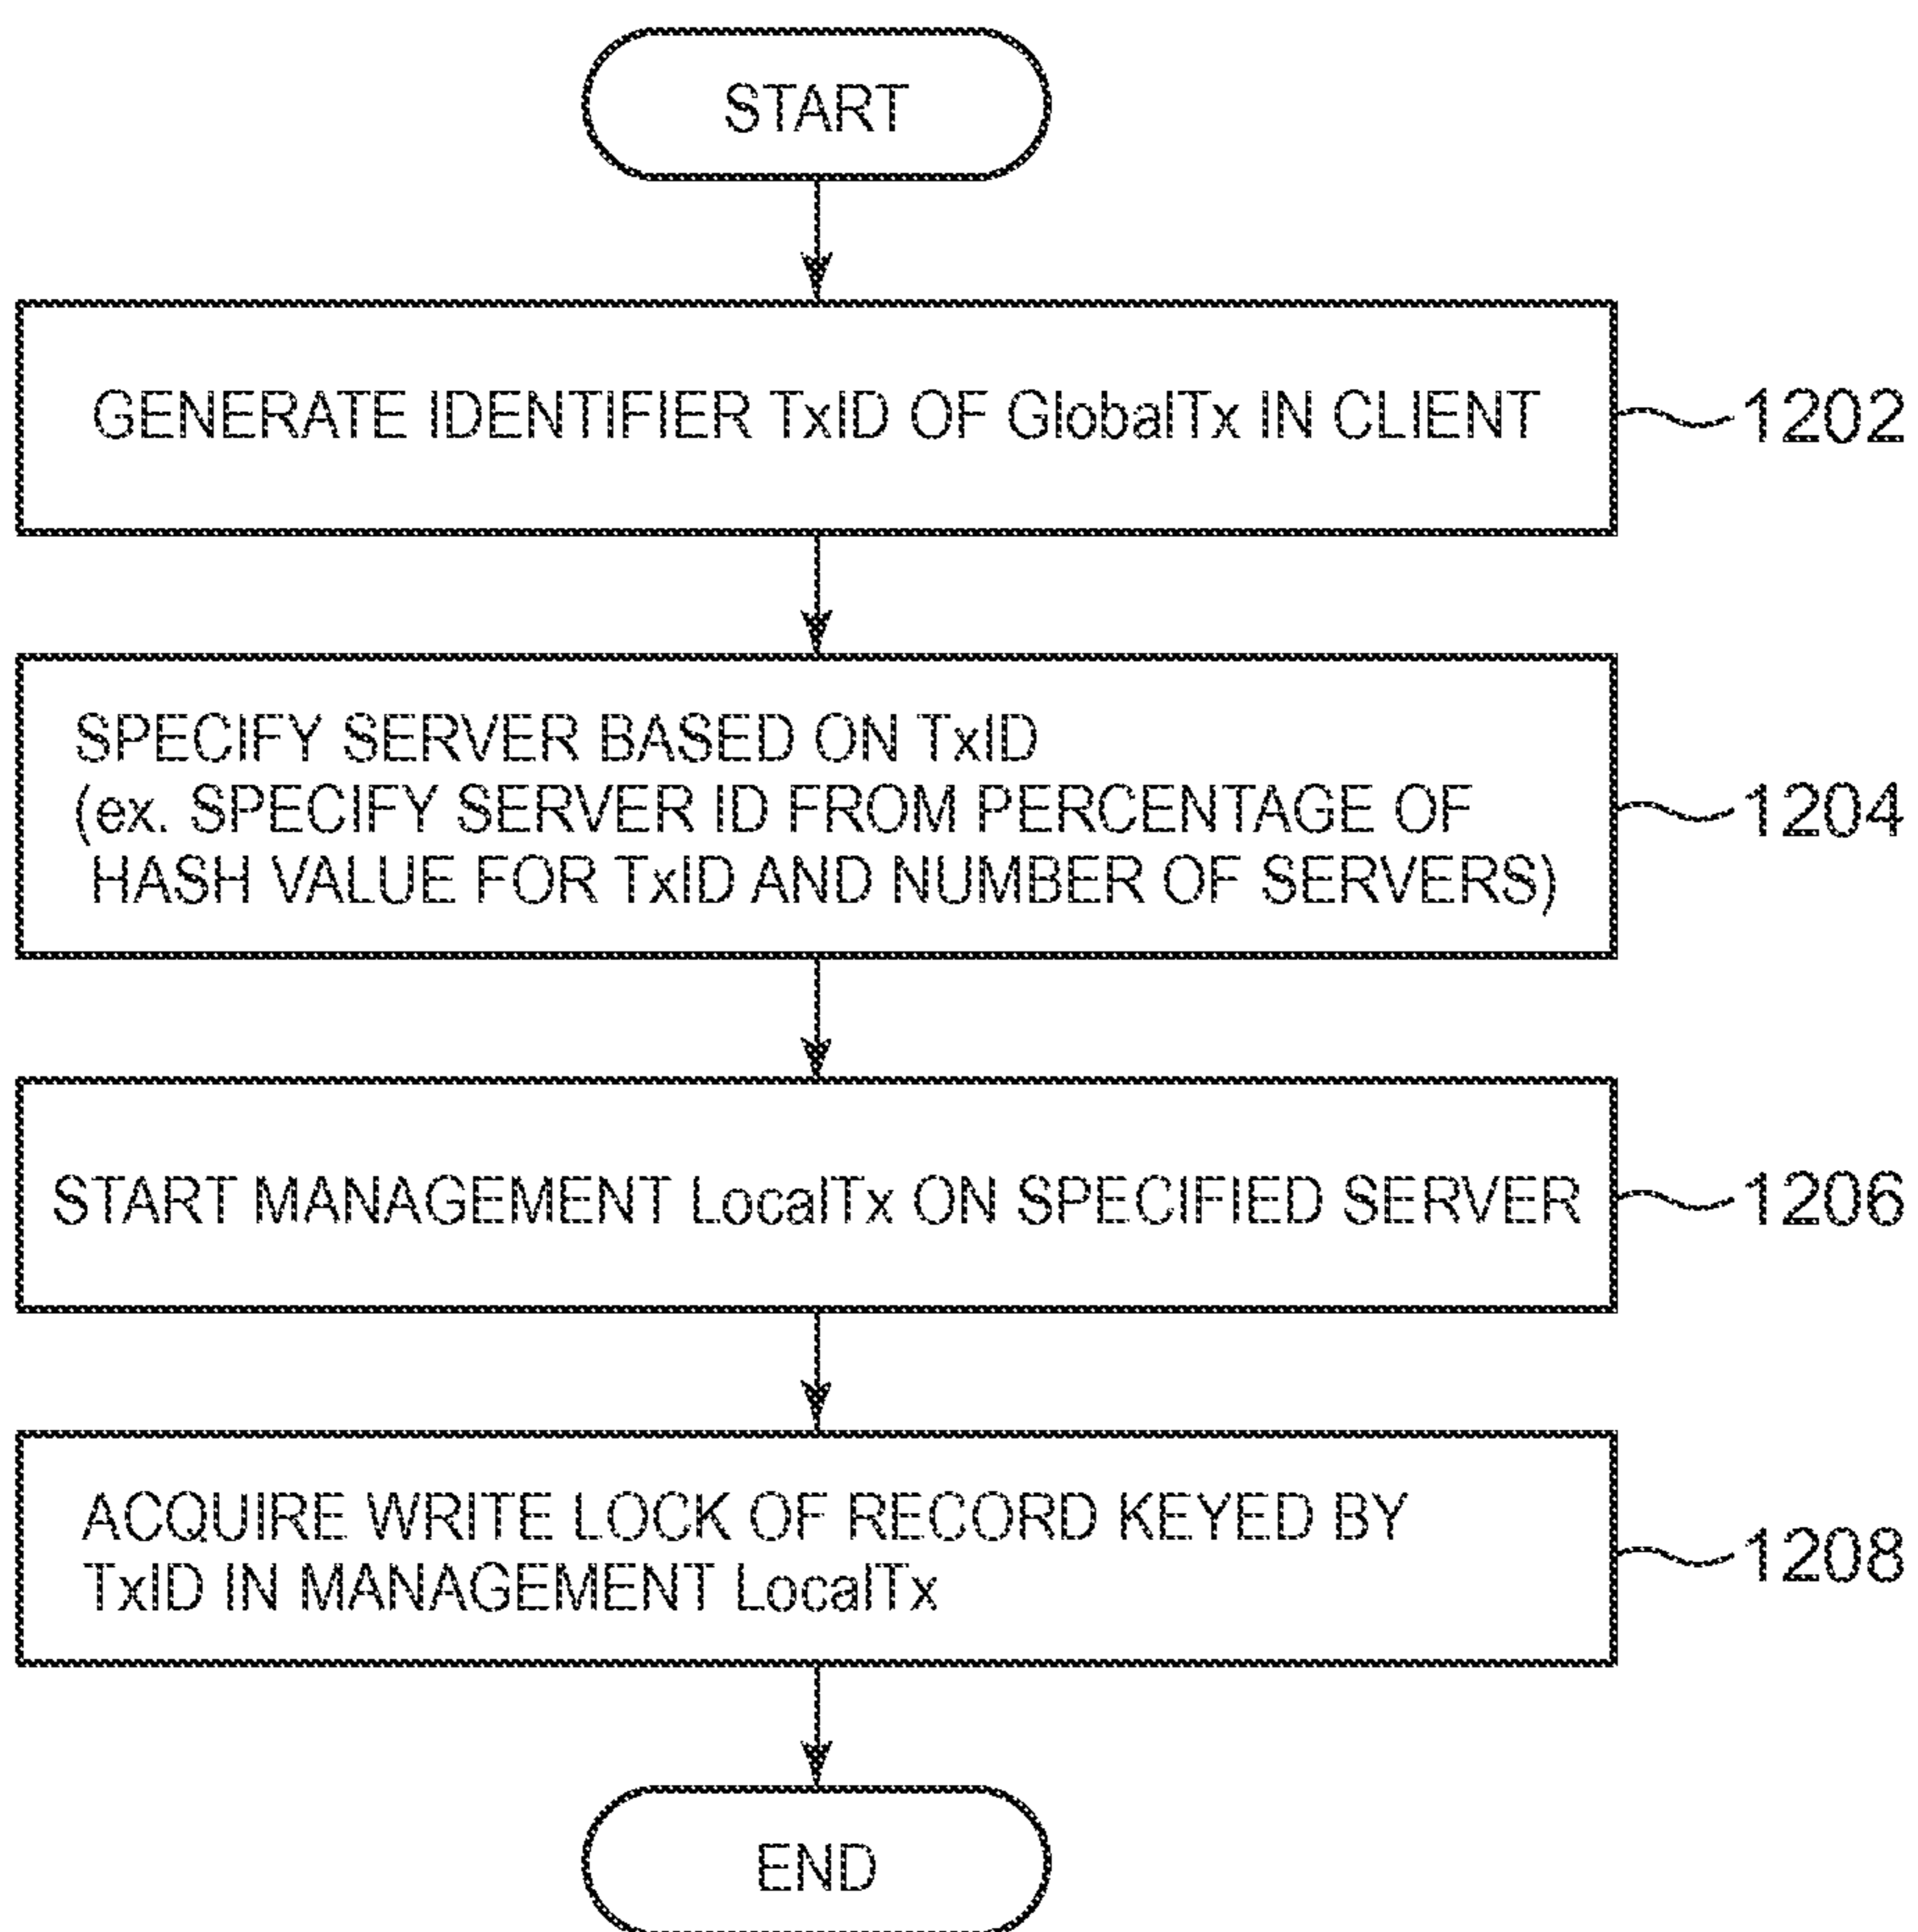 START
GENERATE IDENTIFIER TxID OF GlobalTx IN CLIENT
1202
SPECIFY SERVER BASED ON TxID
(ex. SPECIFY SERVER ID FROM PERCENTAGE OF
HASH VALUE FOR TxID AND NUMBER OF SERVERS)
1204
START MANAGEMENT LocalTx ON SPECIFIED SERVER
1206
ACQUIRE WRITE LOCK OF RECORD KEYED BY
TxID IN MANAGEMENT LocalTx
1208
END